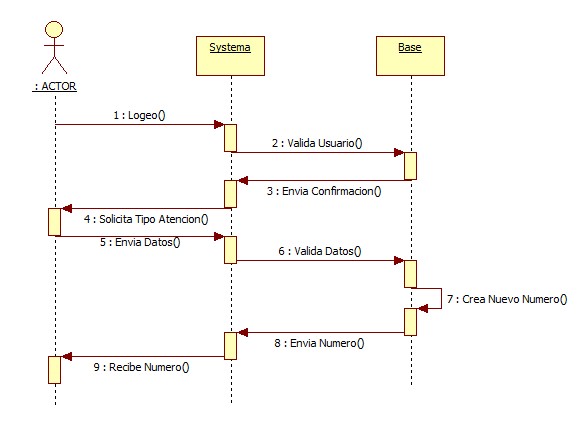 Systema
Base
: ACTOR
1 : Logeo()
2 : Valida Usuario()
3 : Envia Confirmacion()
4 : Solicita Tipo Atencion()
5 : Envia Datos()
6 : Valida Datos()
7 : Crea Nuevo Numero()
8 : Envia Numero()
9 : Recibe Numero()